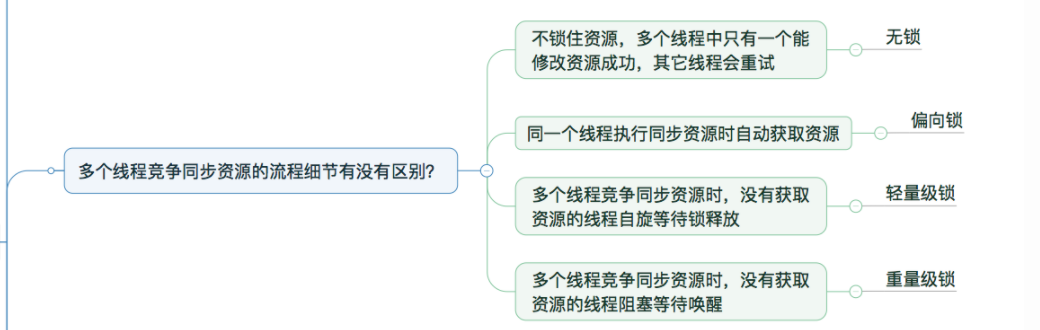 不锁住资源，多个线程中只有一个能
修改资源成功，其它线程会重试
无锁
同一个线程执行同步资源时自动获取资源
偏向锁
多个线程竞争同步资源的流程细节有没有区别？
多个线程竞争同步资源时，没有获取
资源的线程自旋等待锁释放
轻量级锁
多个线程竞争同步资源时，没有获取
资源的线程阻塞等待唤醒
重量级锁